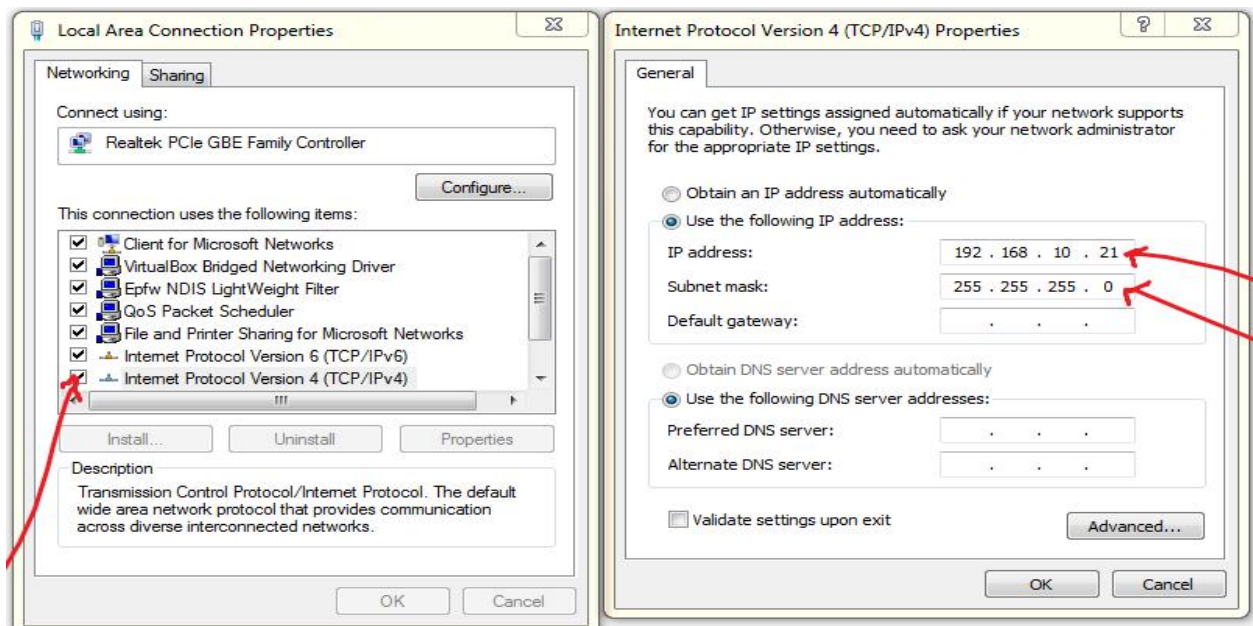 Local Area Connection Properties
Networking
Sharing
Connect using:
Realtek PCIe GBE Family Controller
Configure...
This connection uses the following items:
Client for Microsoft Networks
VirtualBox Bridged Networking Driver
Epfw NDIS LightWeight Filter
QoS Packet Scheduler
File and Printer Sharing for Microsoft Networks
Internet Protocol Version 6 (TCP/IPv6)
Internet Protocol Version 4 (TCP/IPv4)
Install...
Uninstall
Properties
Description
Transmission Control Protocol/Internet Protocol. The default
wide area network protocol that provides communication
across diverse interconnected networks.
OK
Cancel
Internet Protocol Version 4 (TCP/IPv4) Properties
General
You can get IP settings assigned automatically if your network supports
this capability. Otherwise, you need to ask your network administrator
for the appropriate IP settings.
Obtain an IP address automatically
Use the following IP address:
IP address: 192 . 168 . 10 . 21
Subnet mask: 255 . 255 . 255 . 0
Default gateway: . . .
Obtain DNS server address automatically
Use the following DNS server addresses:
Preferred DNS server: . . .
Alternate DNS server: . . .
Validate settings upon exit
Advanced...
OK
Cancel